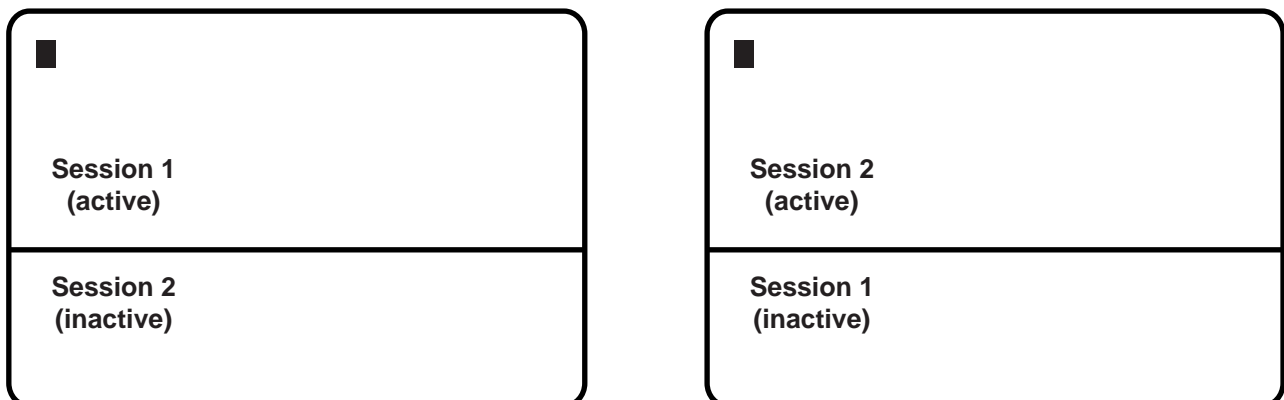 Session 1
(active)
Session 2
(inactive)
Session 2
(active)
Session 1
(inactive)